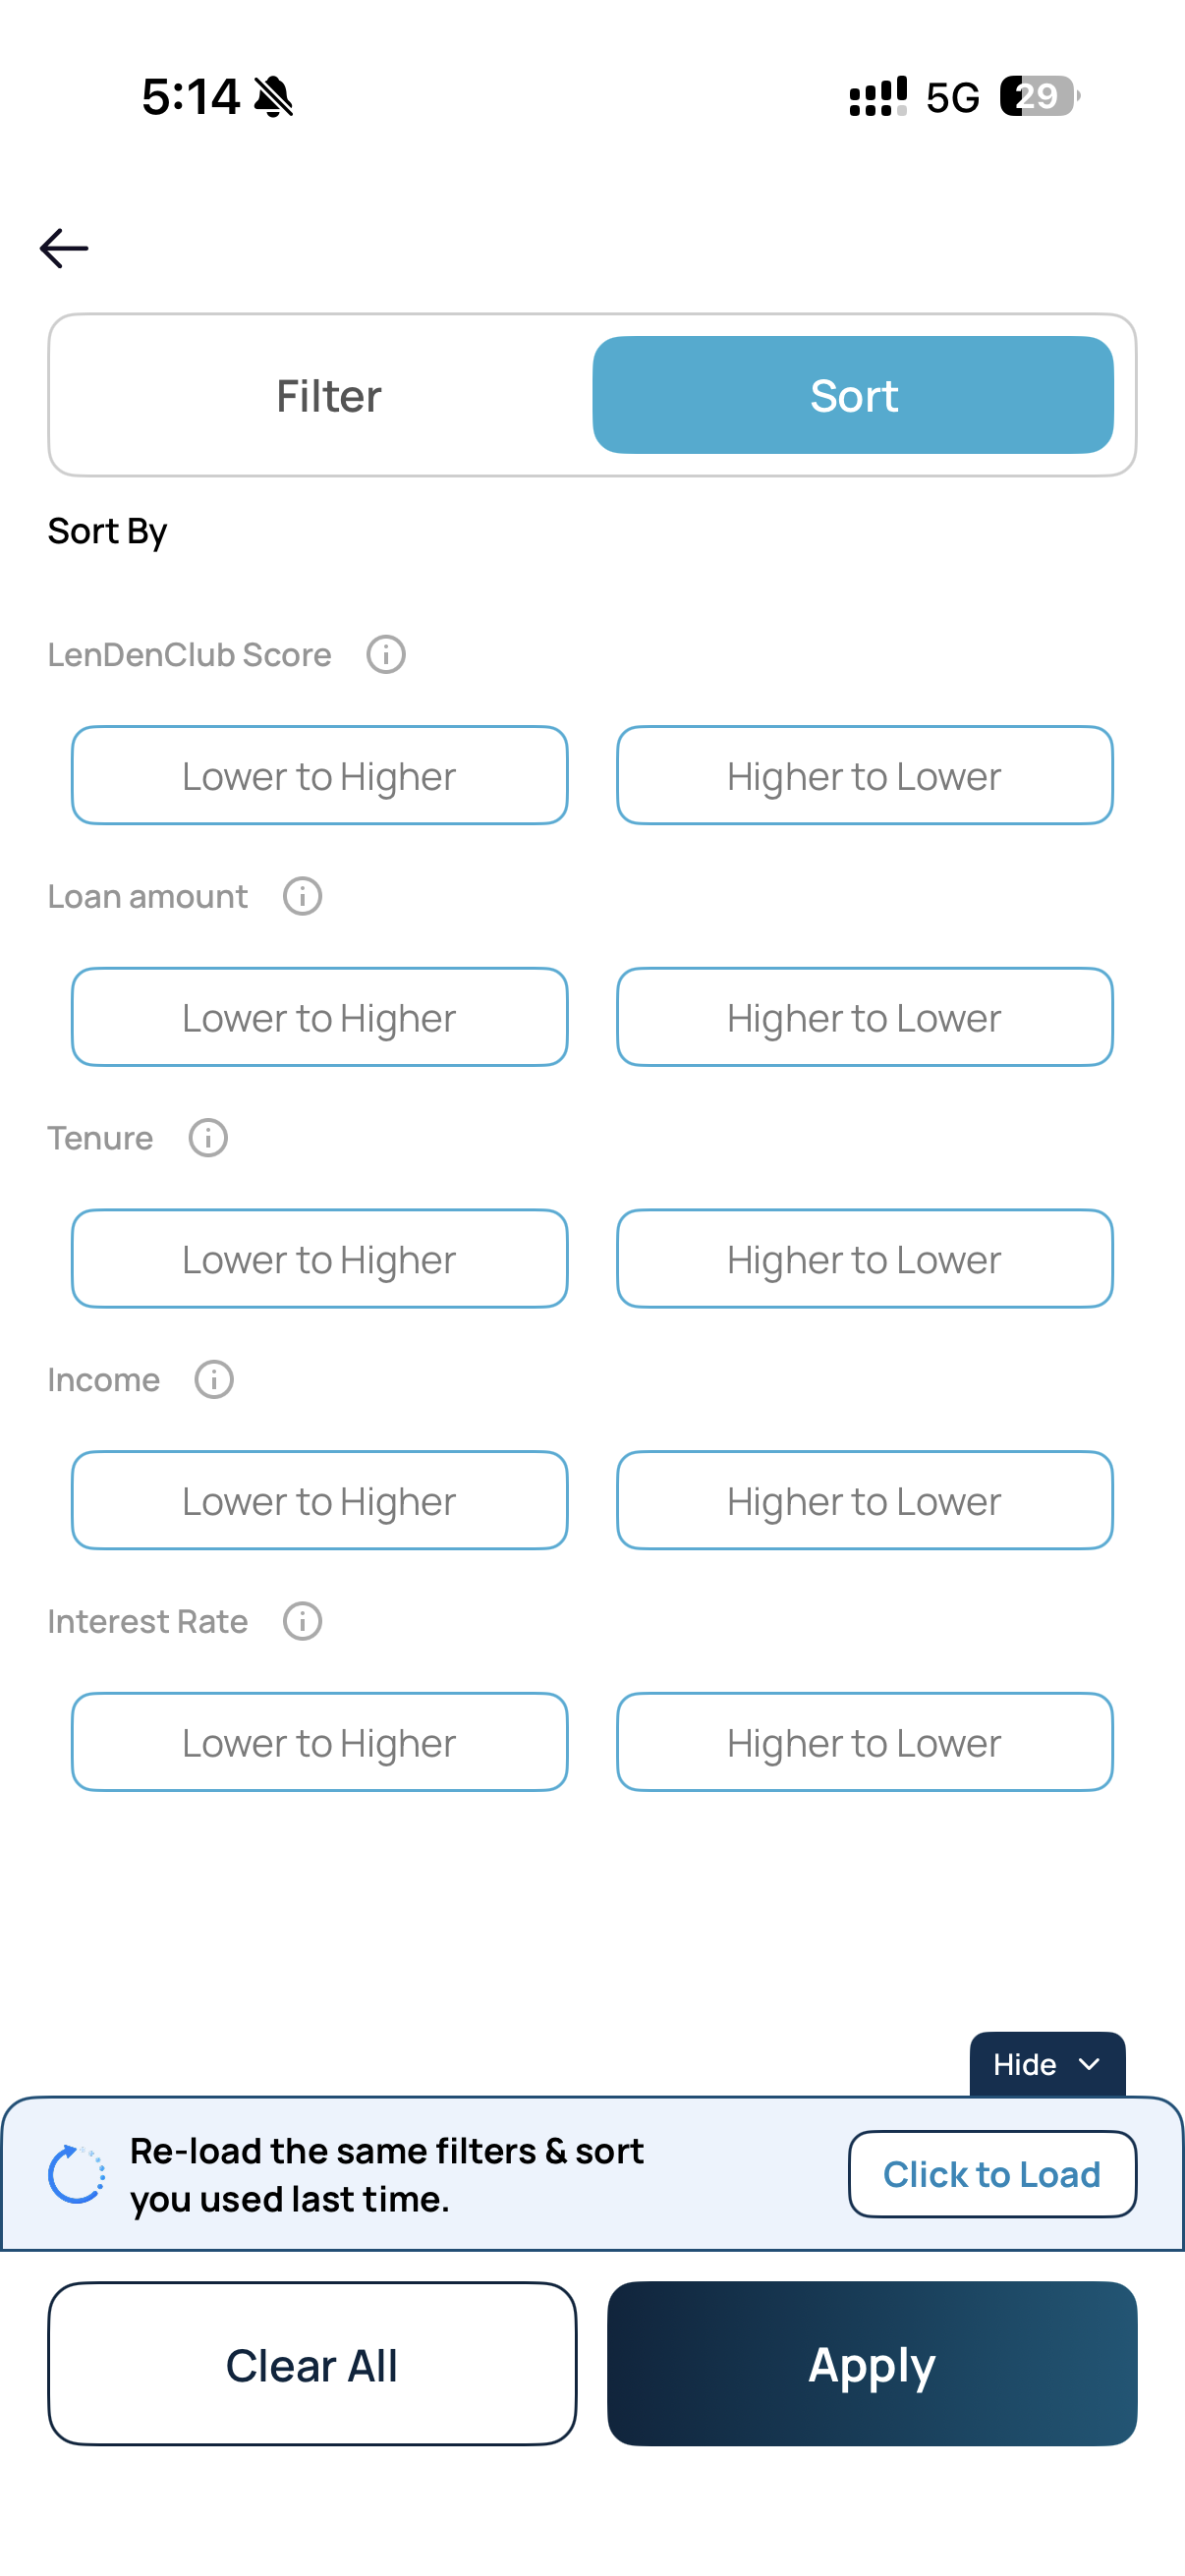 5:14 5G 29
Filter Sort
Sort By
LenDenClub Score
Lower to Higher Higher to Lower
Loan amount
Lower to Higher Higher to Lower
Tenure
Lower to Higher Higher to Lower
Income
Lower to Higher Higher to Lower
Interest Rate
Lower to Higher Higher to Lower
Hide
Re-load the same filters & sort
you used last time.
Click to Load
Clear All Apply